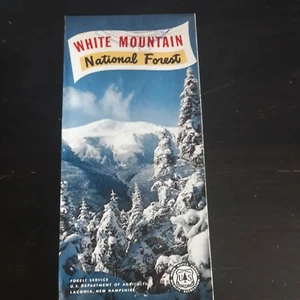 WHITE MOUNTAIN
National Forest
FOREST SERVICE
U.S. DEPARTMENT OF AGRICULTURE
LACONIA, NEW HAMPSHIRE